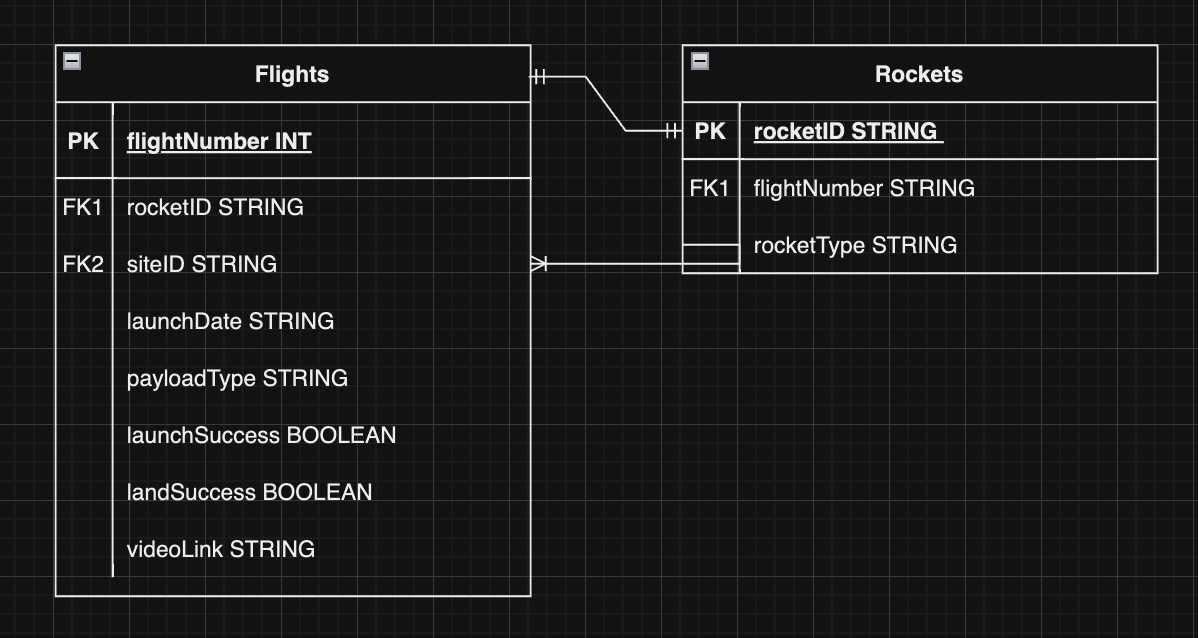 Flights
PK flightNumber INT
FK1 rocketID STRING
FK2 siteID STRING
launchDate STRING
payloadType STRING
launchSuccess BOOLEAN
landSuccess BOOLEAN
videoLink STRING
Rockets
PK rocketID STRING
FK1 flightNumber STRING
rocketType STRING